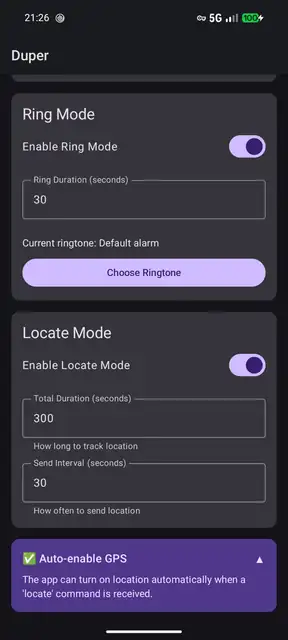 21:26 5G 100
Duper
Ring Mode
Enable Ring Mode
Ring Duration (seconds)
30
Current ringtone: Default alarm
Choose Ringtone
Locate Mode
Enable Locate Mode
Total Duration (seconds)
300
How long to track location
Send Interval (seconds)
30
How often to send location
✅ Auto-enable GPS ▲
The app can turn on location automatically when a
'locate' command is received.